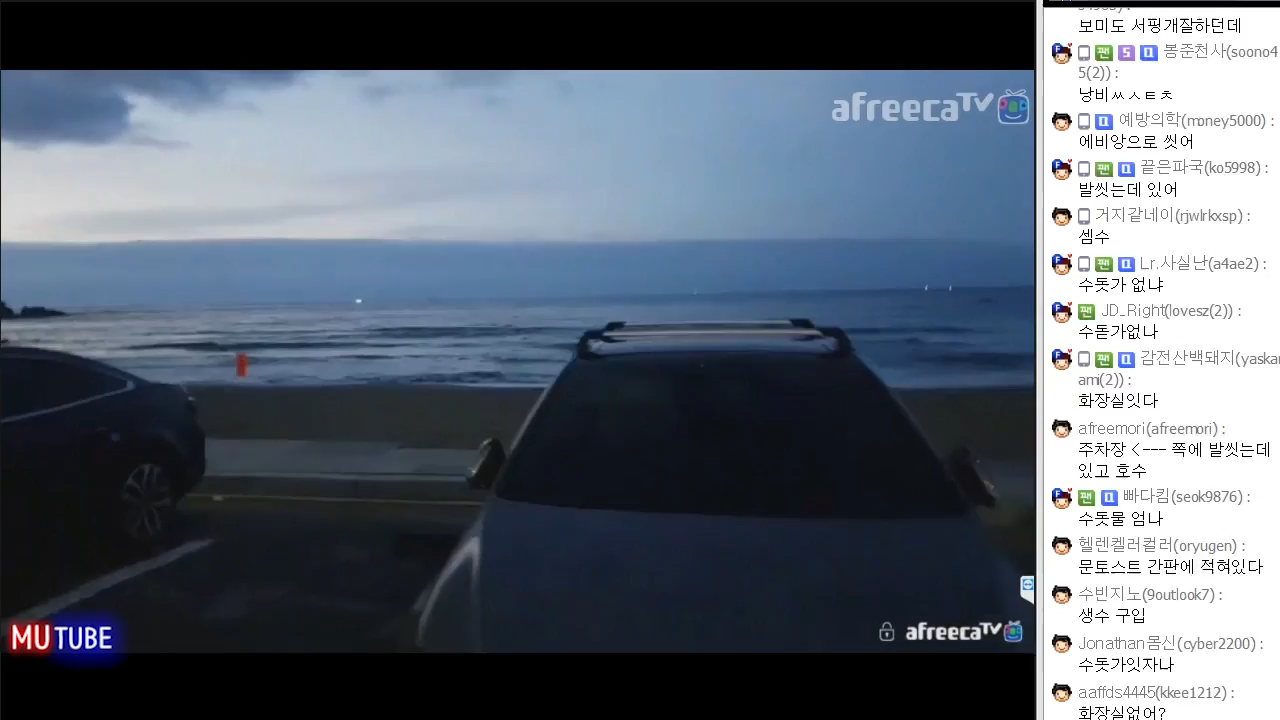 보미도 서핑개잘하던데
팬 S 봉준천사(soono4
5(2)) :
낭비ㅆㅅㅌㅊ
예방의학(money5000) :
에비앙으로 씻어
팬 끝은파국(ko5998) :
발씻는데 있어
거지같네이(rjwlrkxsp) :
셈수
팬 Lr.사실난(a4ae2) :
수돗가 없냐
팬 JD_Right(lovesz(2)) :
수돋가없나
팬 감전산백돼지(yaskar
ami(2)) :
화장실잇다
afreemori(afreemori) :
주차장 <--- 쪽에 발씻는데
있고 호수
팬 빠다킴(seok9876) :
수돗물 엄나
헬렌켈러컬러(oryugen) :
문토스트 간판에 적혀있다
수빈지노(9outlook7) :
생수 구입
Jonathan몸신(cyber2200) :
수돗가잇자나
aaffds4445(kkee1212) :
화장실없어?
afreecaTV
MUTUBE
afreecaTV